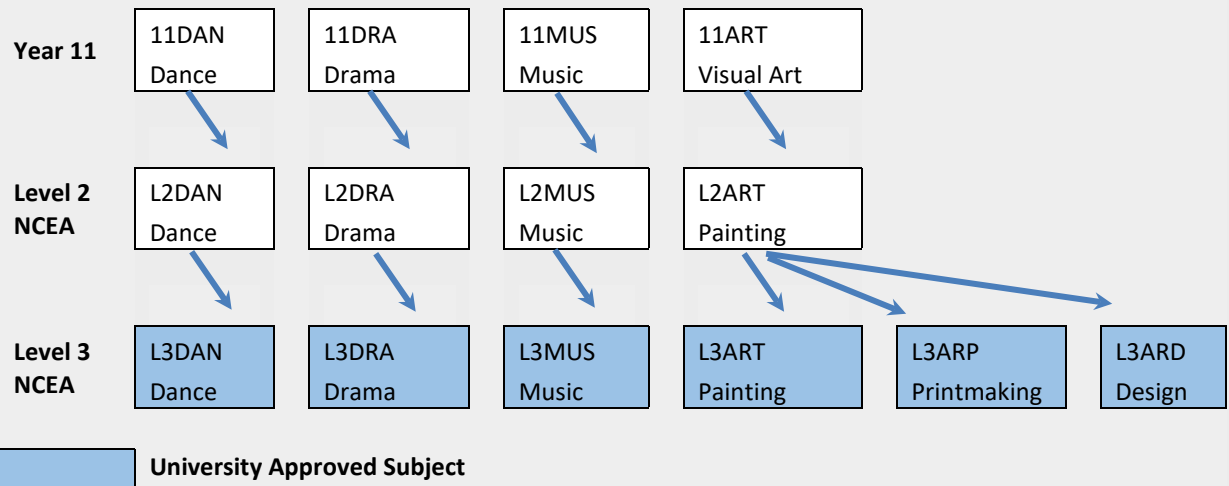 Year 11
11DAN
Dance
11DRA
Drama
11MUS
Music
11ART
Visual Art
Level 2
NCEA
L2DAN
Dance
L2DRA
Drama
L2MUS
Music
L2ART
Painting
Level 3
NCEA
L3DAN
Dance
L3DRA
Drama
L3MUS
Music
L3ART
Painting
L3ARP
Printmaking
L3ARD
Design
University Approved Subject